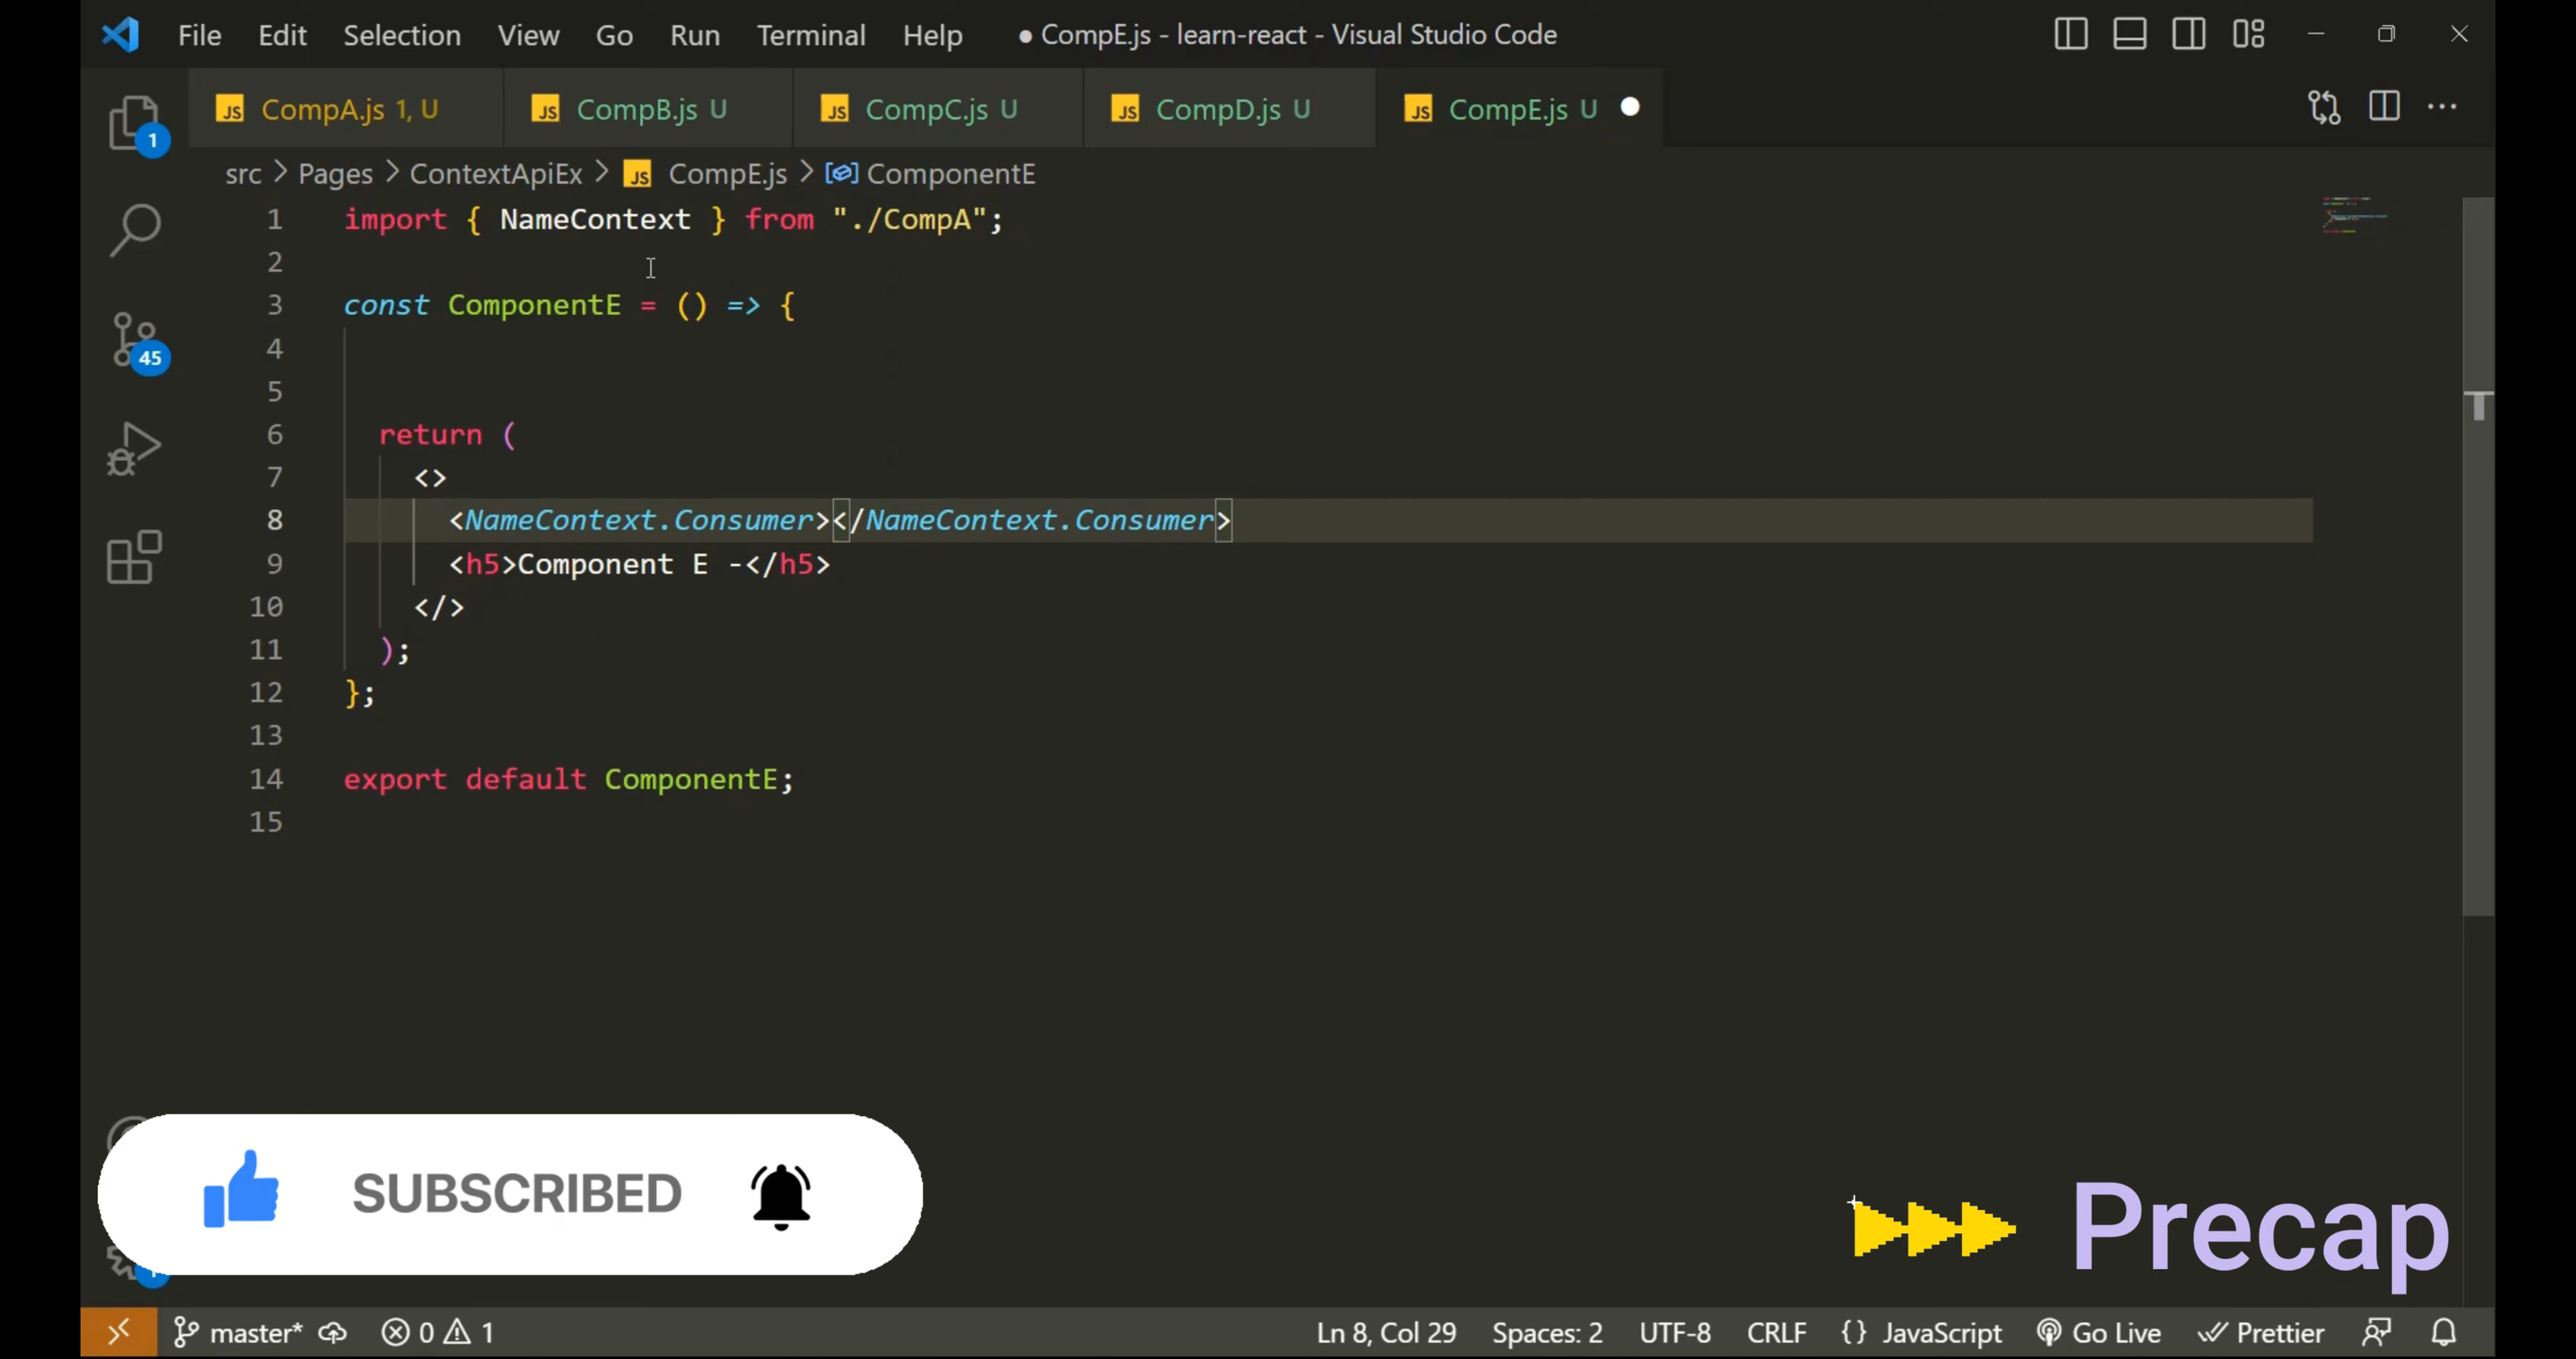 File Edit Selection View Go Run Terminal Help ● CompE.js - learn-react - Visual Studio Code
JS CompA.js 1, U JS CompB.js U JS CompC.js U JS CompD.js U JS CompE.js U
src > Pages > ContextApiEx > JS CompE.js > ComponentE
1 import { NameContext } from "./CompA";
2
3 const ComponentE = () => {
4
5
6 return (
7 <>
8 <NameContext.Consumer></NameContext.Consumer>
9 <h5>Component E -</h5>
10 </>
11 );
12 };
13
14 export default ComponentE;
15
1
45
SUBSCRIBED
Precap
1
master* 0 1 Ln 8, Col 29 Spaces: 2 UTF-8 CRLF {} JavaScript Go Live Prettier